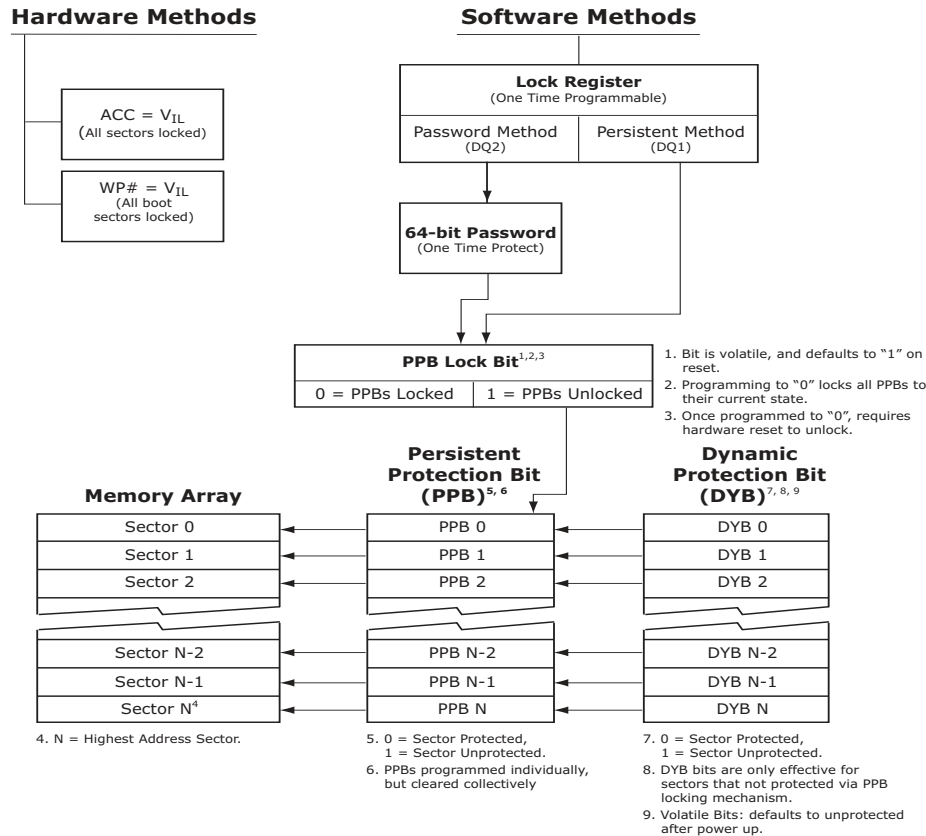 Hardware Methods
Software Methods
ACC = VIL
(All sectors locked)
WP# = VIL
(All boot
sectors locked)
Lock Register
(One Time Programmable)
Password Method
(DQ2)
Persistent Method
(DQ1)
64-bit Password
(One Time Protect)
PPB Lock Bit1,2,3
0 = PPBs Locked
1 = PPBs Unlocked
1. Bit is volatile, and defaults to “1” on
reset.
2. Programming to “0” locks all PPBs to
their current state.
3. Once programmed to “0”, requires
hardware reset to unlock.
Memory Array
Persistent
Protection Bit
(PPB)5, 6
Dynamic
Protection Bit
(DYB)7, 8, 9
Sector 0
PPB 0
DYB 0
Sector 1
PPB 1
DYB 1
Sector 2
PPB 2
DYB 2
Sector N-2
PPB N-2
DYB N-2
Sector N-1
PPB N-1
DYB N-1
Sector N4
PPB N
DYB N
4. N = Highest Address Sector.
5. 0 = Sector Protected,
1 = Sector Unprotected.
6. PPBs programmed individually,
but cleared collectively
7. 0 = Sector Protected,
1 = Sector Unprotected.
8. DYB bits are only effective for
sectors that not protected via PPB
locking mechanism.
9. Volatile Bits: defaults to unprotected
after power up.